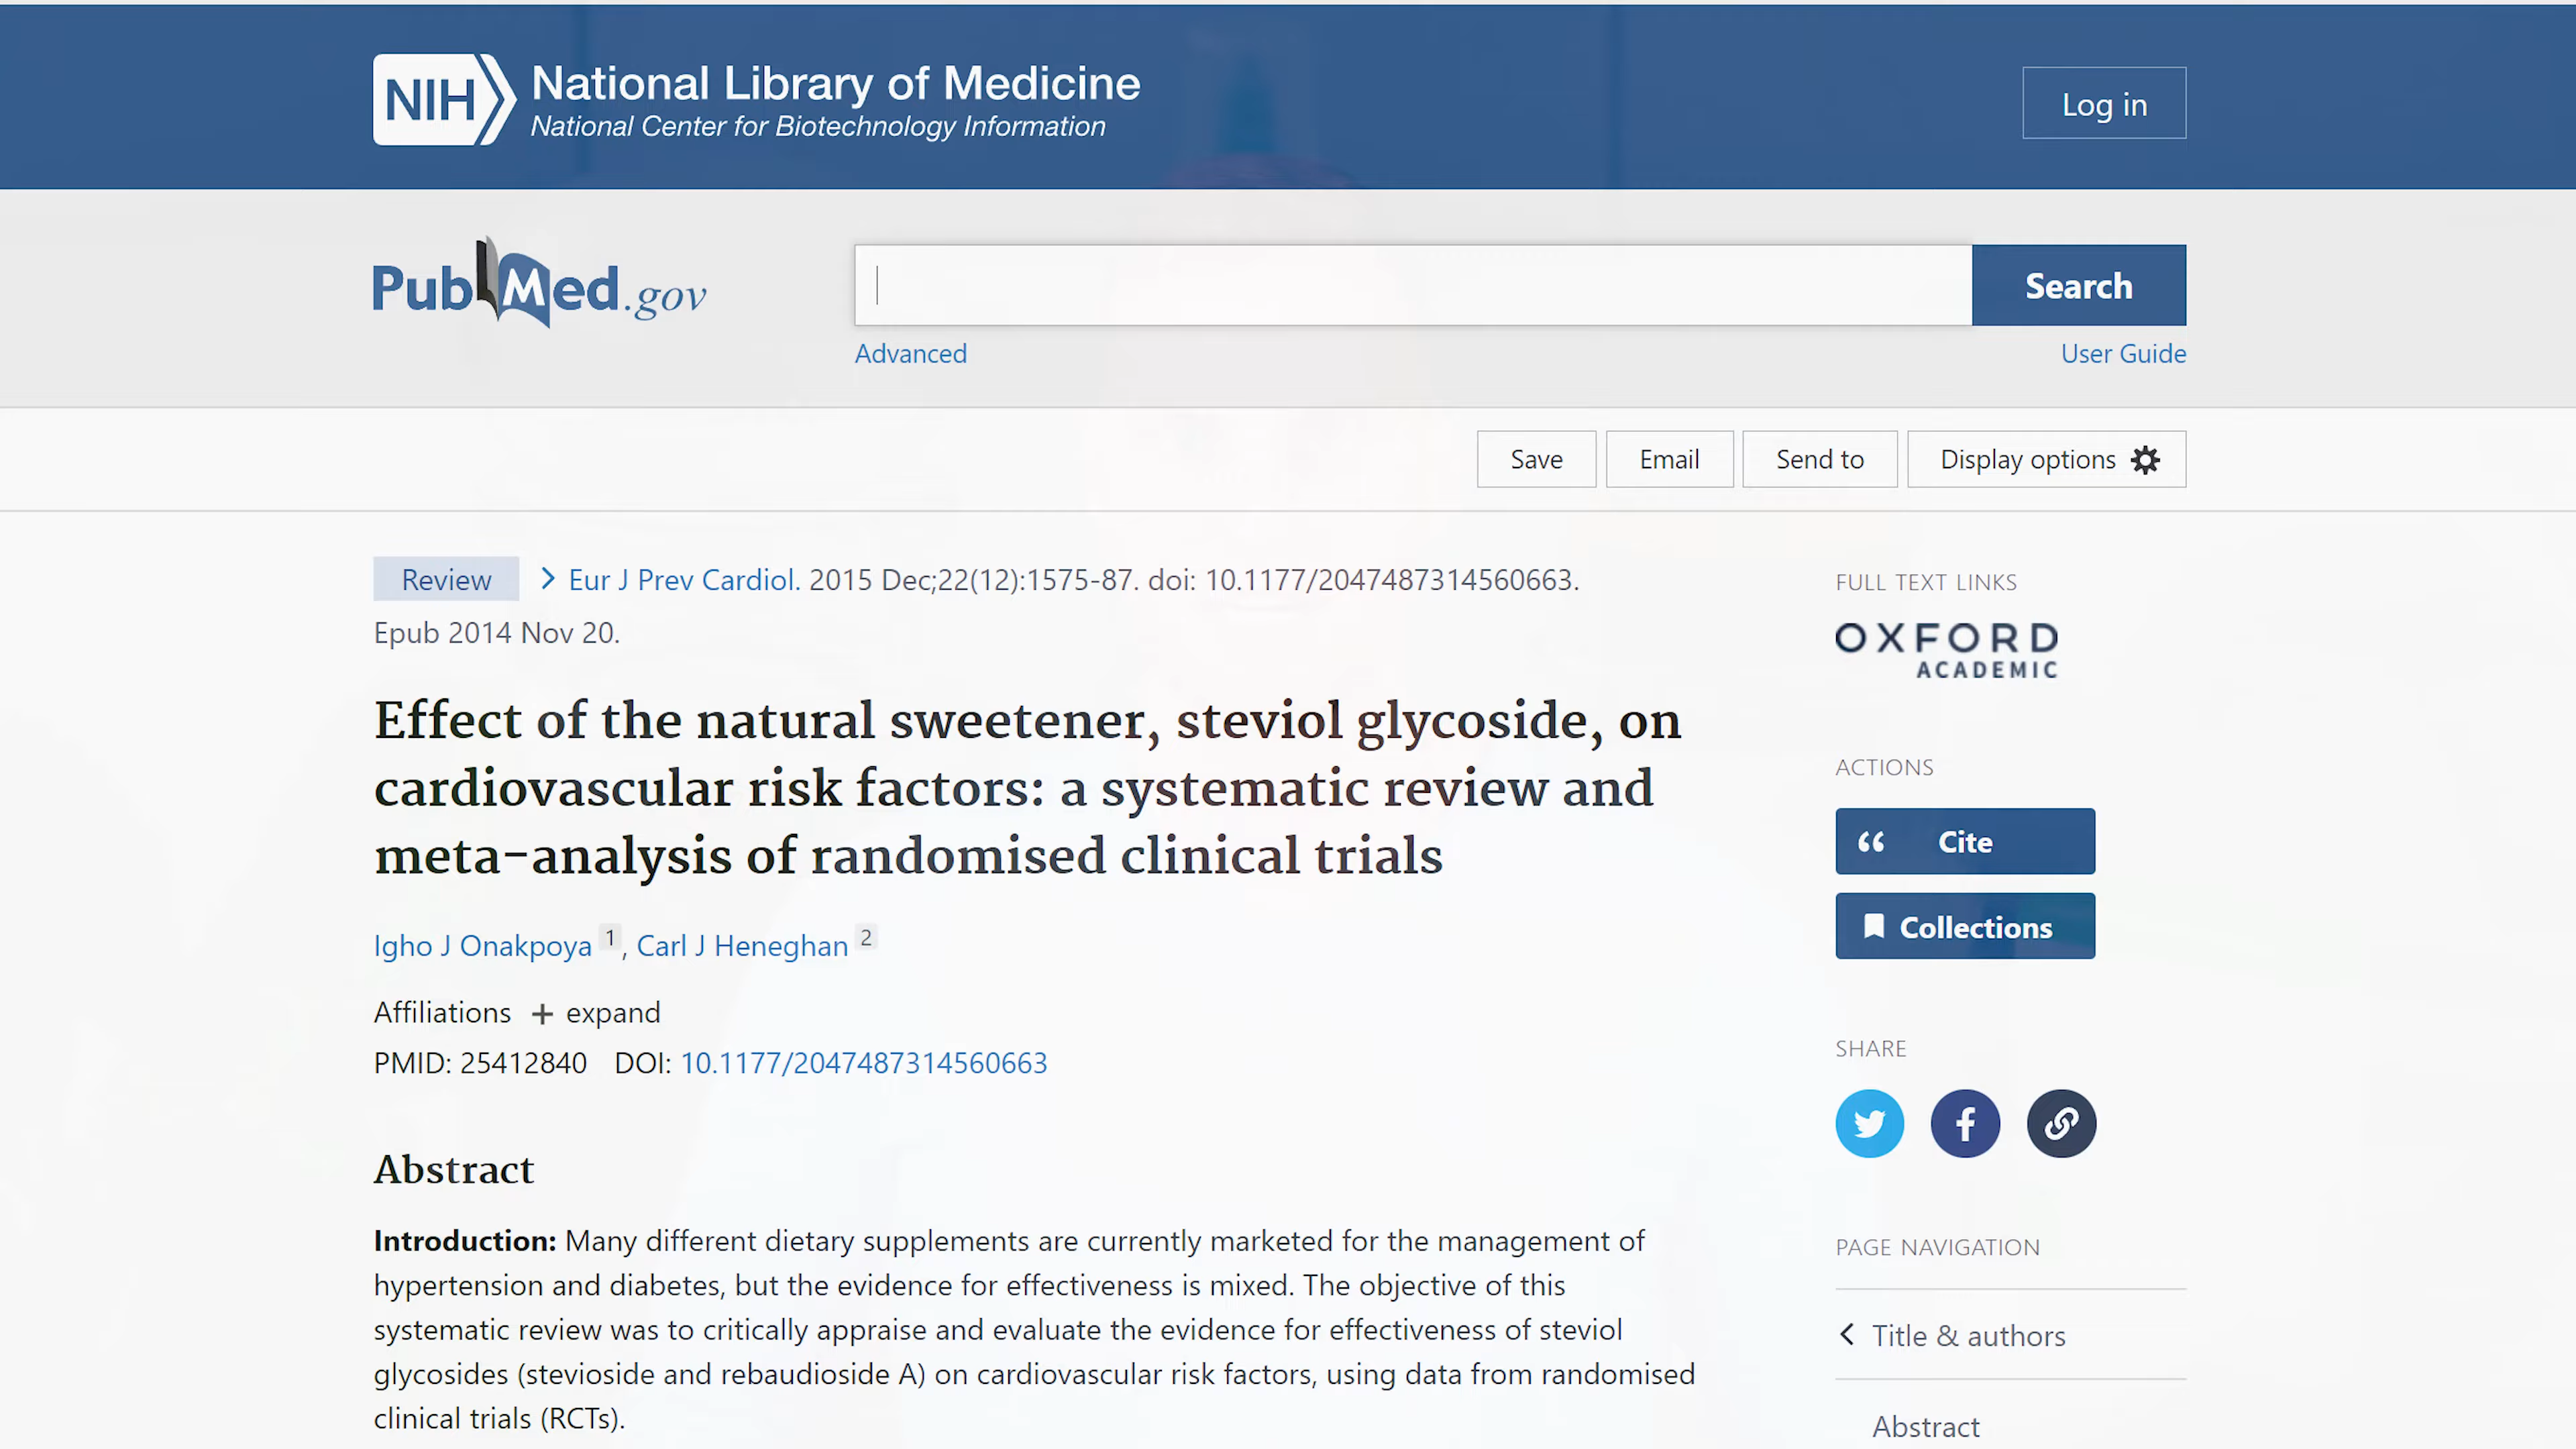 NIH National Library of Medicine
National Center for Biotechnology Information
Log in
PubMed.gov
Search
Advanced
User Guide
Save Email Send to Display options
Review > Eur J Prev Cardiol. 2015 Dec;22(12):1575-87. doi: 10.1177/2047487314560663.
Epub 2014 Nov 20.
Effect of the natural sweetener, steviol glycoside, on
cardiovascular risk factors: a systematic review and
meta-analysis of randomised clinical trials
Igho J Onakpoya 1, Carl J Heneghan 2
Affiliations + expand
PMID: 25412840 DOI: 10.1177/2047487314560663
Abstract
Introduction: Many different dietary supplements are currently marketed for the management of
hypertension and diabetes, but the evidence for effectiveness is mixed. The objective of this
systematic review was to critically appraise and evaluate the evidence for effectiveness of steviol
glycosides (stevioside and rebaudioside A) on cardiovascular risk factors, using data from randomised
clinical trials (RCTs).
FULL TEXT LINKS
OXFORD
ACADEMIC
ACTIONS
Cite
Collections
SHARE
PAGE NAVIGATION
Title & authors
Abstract